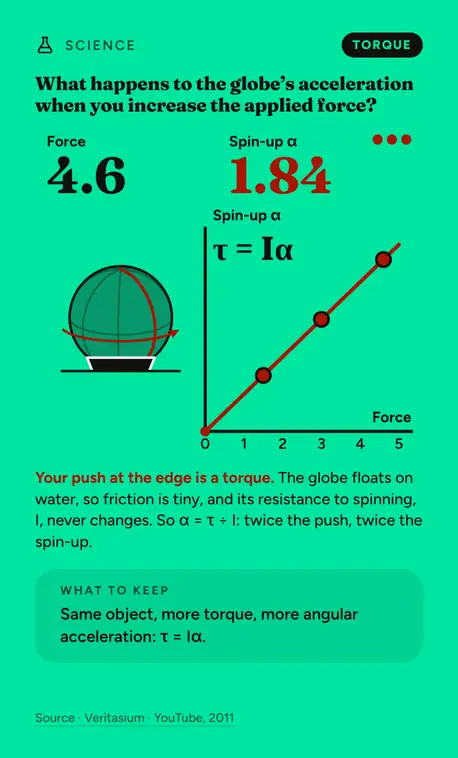 SCIENCE
TORQUE
What happens to the globe’s acceleration
when you increase the applied force?
Force
4.6
Spin-up α
1.84
Spin-up α
τ = Iα
Force
0 1 2 3 4 5
Your push at the edge is a torque. The globe floats on
water, so friction is tiny, and its resistance to spinning,
I, never changes. So α = τ ÷ I: twice the push, twice the
spin-up.
WHAT TO KEEP
Same object, more torque, more angular
acceleration: τ = Iα.
Source · Veritasium · YouTube, 2011